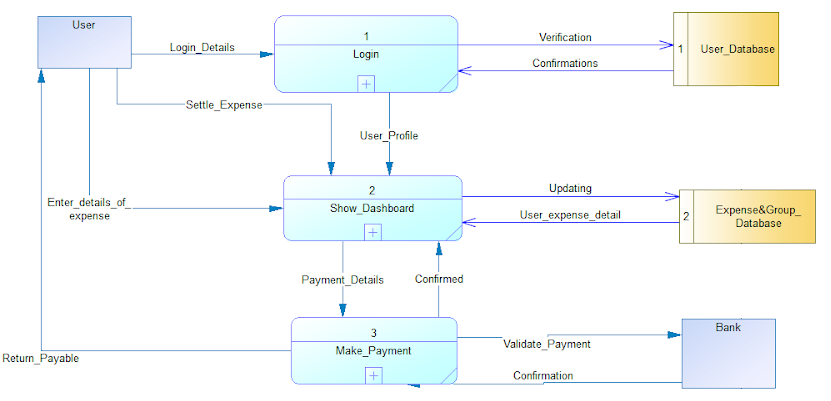 User
1
Login
+
Login_Details
Verification
Confirmations
1
User_Database
Settle_Expense
User_Profile
Enter_details_of_
expense
2
Show_Dashboard
+
Updating
User_expense_detail
2
Expense&Group_
Database
Payment_Details
Confirmed
3
Make_Payment
+
Return_Payable
Validate_Payment
Confirmation
Bank